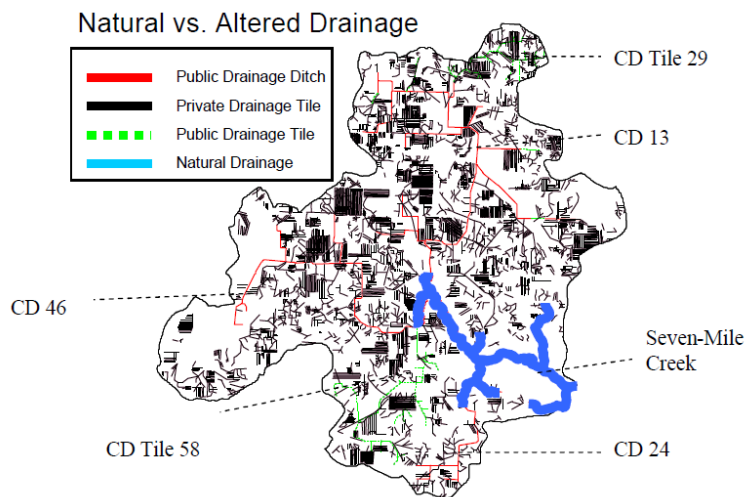 Natural vs. Altered Drainage
Public Drainage Ditch
Private Drainage Tile
Public Drainage Tile
Natural Drainage
CD Tile 29
CD 13
CD 46
Seven-Mile
Creek
CD Tile 58
CD 24